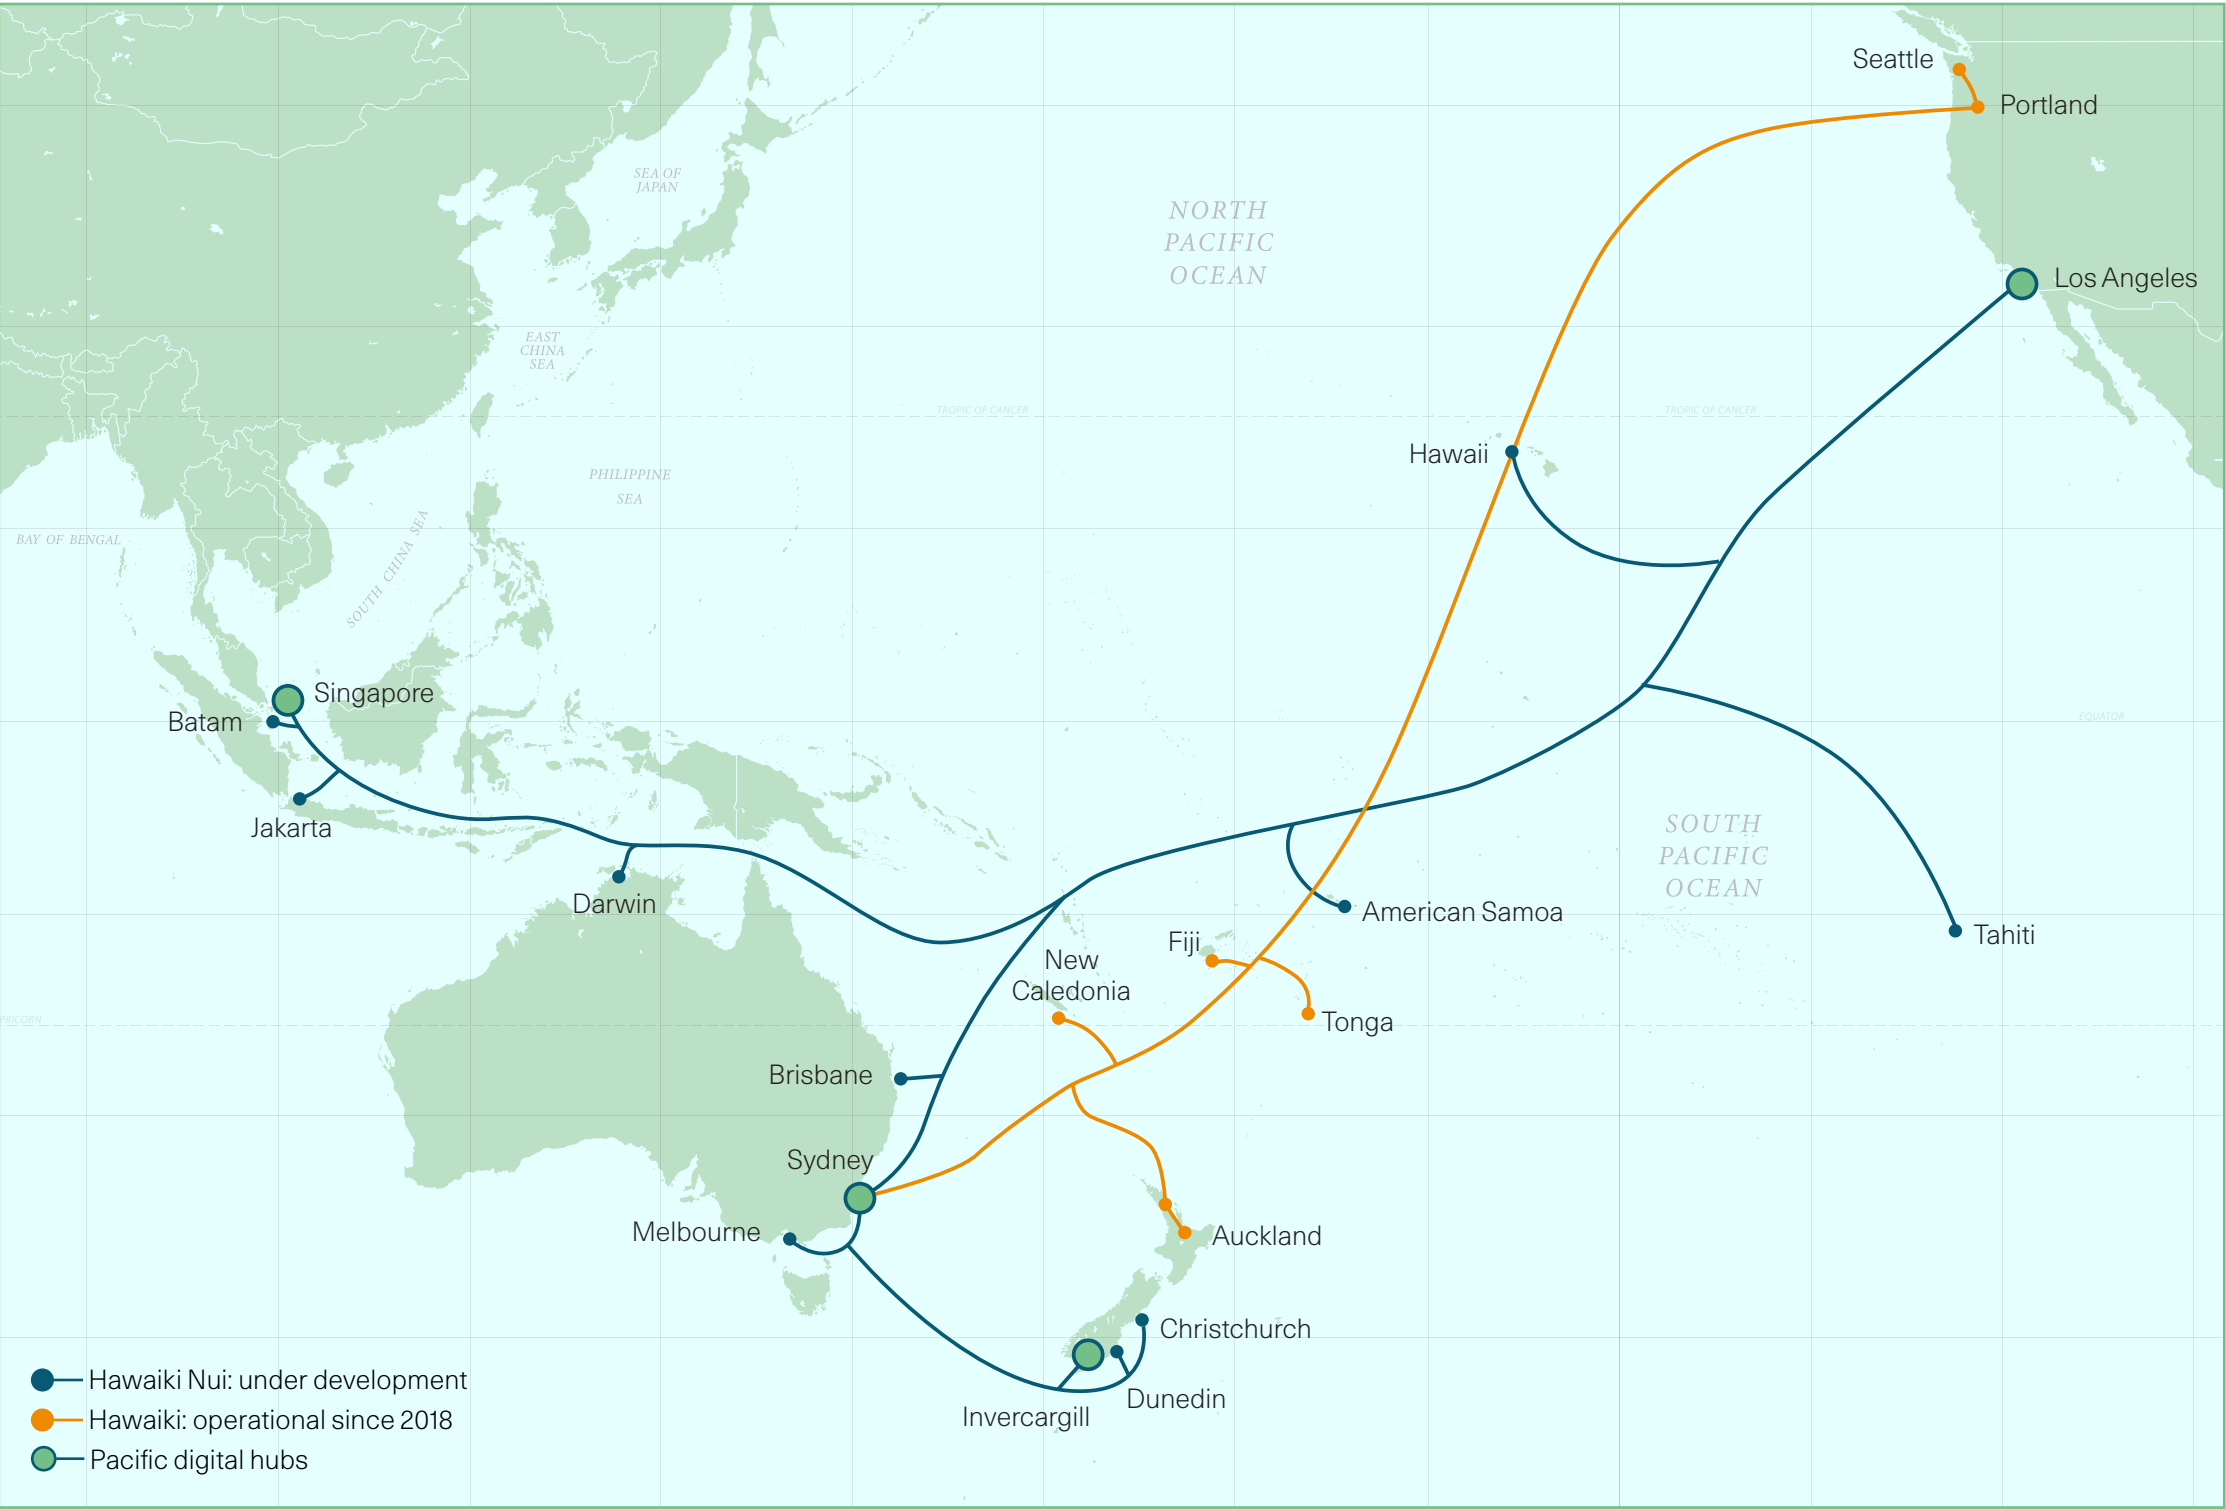 Seattle
Portland
SEA OF
JAPAN
NORTH
PACIFIC
OCEAN
Los Angeles
EAST
CHINA
SEA
TROPIC OF CANCER
TROPIC OF CANCER
Hawaii
PHILIPPINE
SEA
BAY OF BENGAL
SOUTH CHINA SEA
Singapore
Batam
EQUATOR
Jakarta
SOUTH
PACIFIC
OCEAN
Darwin
American Samoa
Fiji
Tahiti
New
Caledonia
PRICORN
Tonga
Brisbane
Sydney
Melbourne
Auckland
Christchurch
Dunedin
Invercargill
Hawaiki Nui: under development
Hawaiki: operational since 2018
Pacific digital hubs